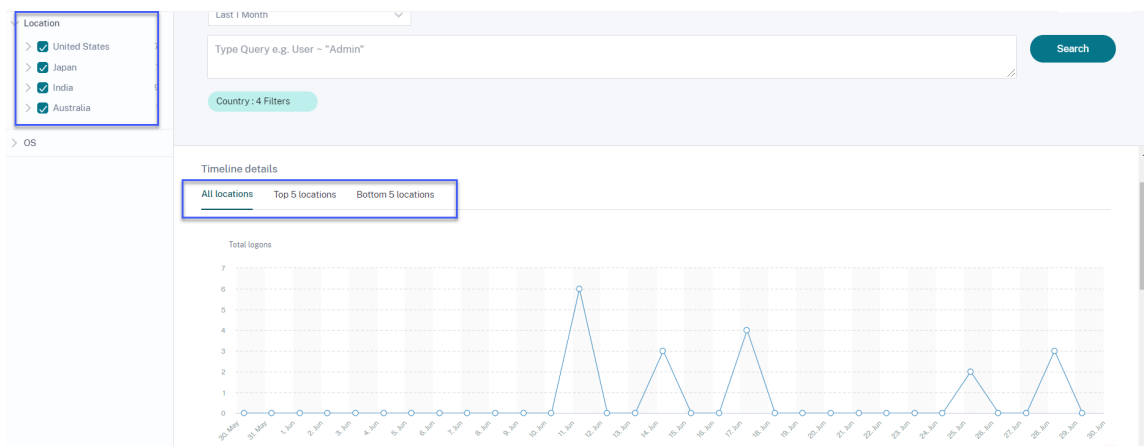 Location
United States
Japan
India
Australia
OS
Last 1 Month
Type Query e.g. User ~ "Admin"
Search
Country : 4 Filters
Timeline details
All locations Top 5 locations Bottom 5 locations
Total logons
7
6
5
4
3
2
1
0
30. May 31. May 1. Jun 2. Jun 3. Jun 4. Jun 5. Jun 6. Jun 7. Jun 8. Jun 9. Jun 10. Jun 11. Jun 12. Jun 13. Jun 14. Jun 15. Jun 16. Jun 17. Jun 18. Jun 19. Jun 20. Jun 21. Jun 22. Jun 23. Jun 24. Jun 25. Jun 26. Jun 27. Jun 28. Jun 29. Jun 30. Jun